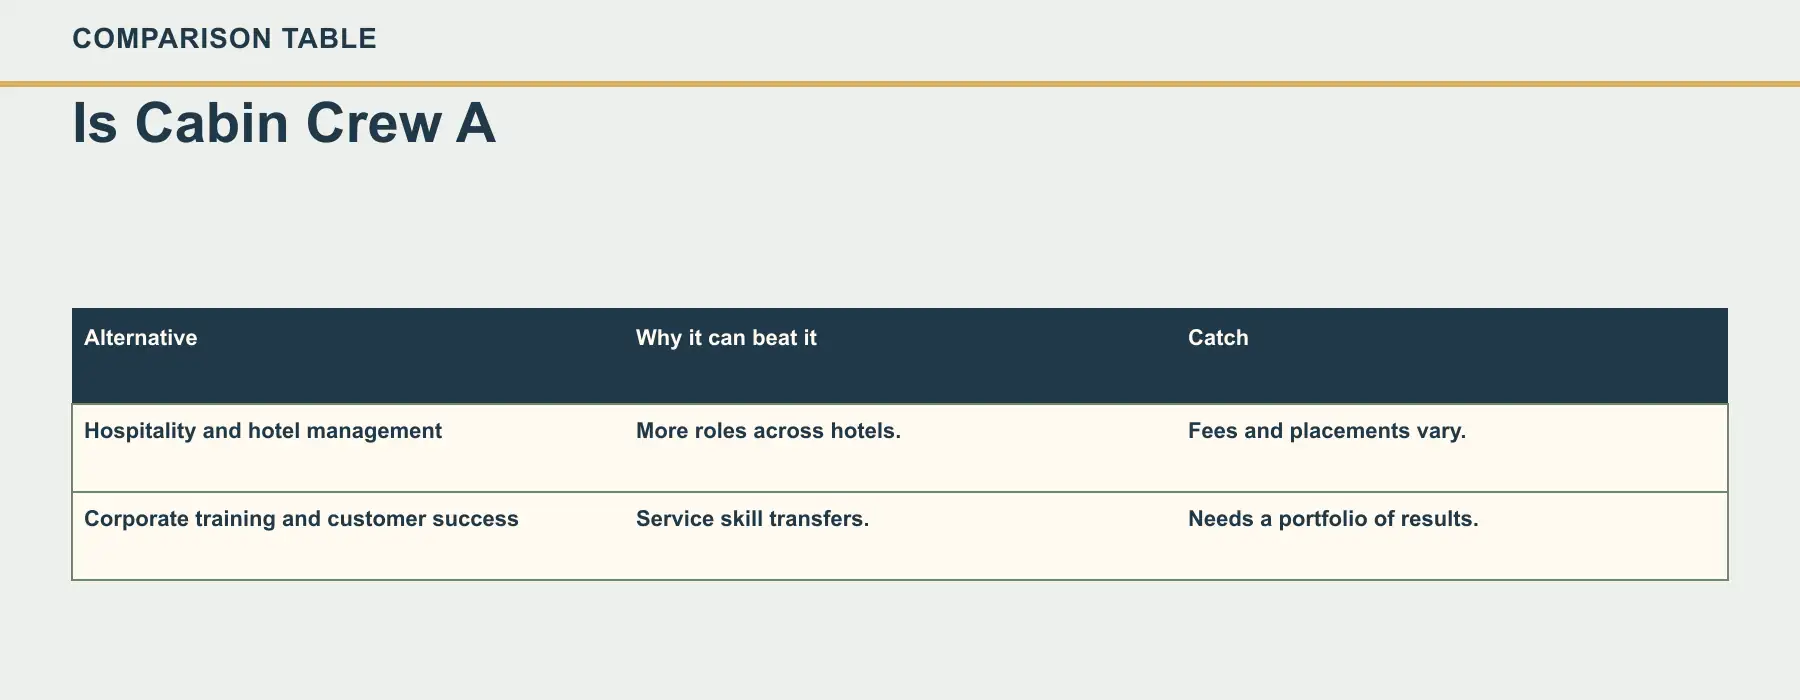 COMPARISON TABLE
Is Cabin Crew A
Alternative Why it can beat it Catch
Hospitality and hotel management More roles across hotels. Fees and placements vary.
Corporate training and customer success Service skill transfers. Needs a portfolio of results.